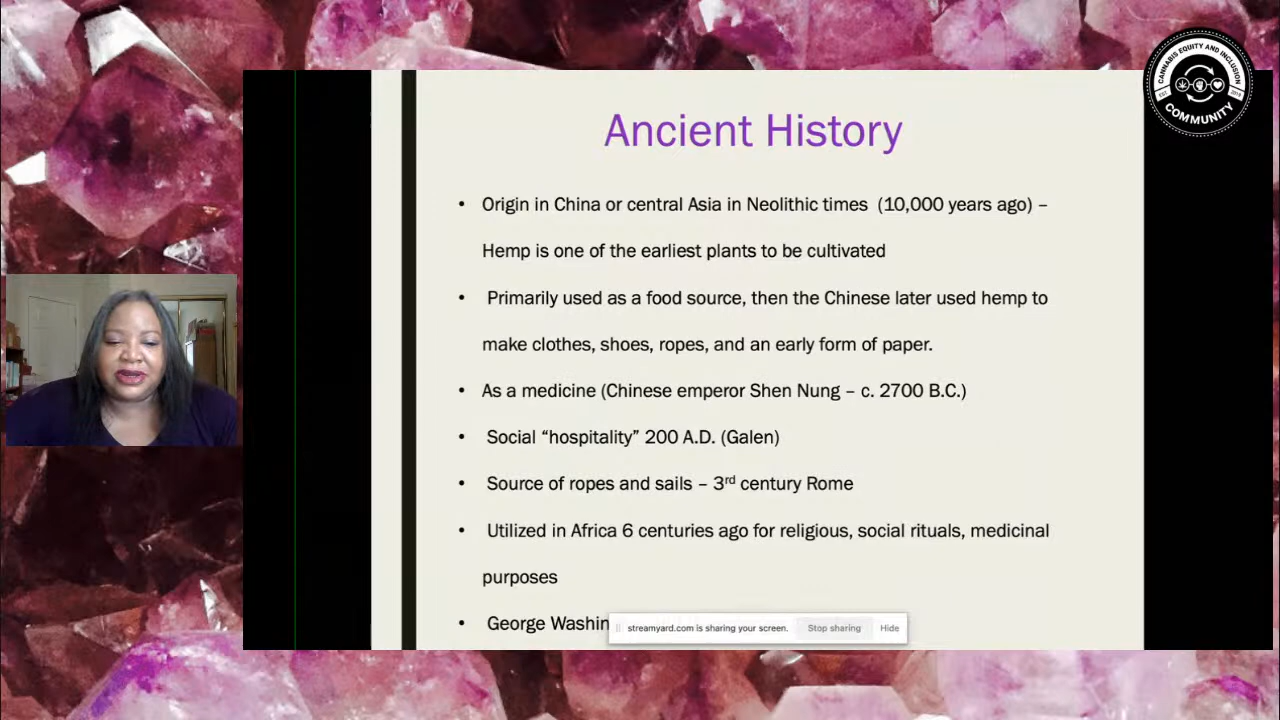 CANNABIS EQUITY AND INCLUSION
COMMUNITY
Ancient History
• Origin in China or central Asia in Neolithic times (10,000 years ago) –
Hemp is one of the earliest plants to be cultivated
• Primarily used as a food source, then the Chinese later used hemp to
make clothes, shoes, ropes, and an early form of paper.
• As a medicine (Chinese emperor Shen Nung – c. 2700 B.C.)
• Social “hospitality” 200 A.D. (Galen)
• Source of ropes and sails – 3rd century Rome
• Utilized in Africa 6 centuries ago for religious, social rituals, medicinal
purposes
• George Washin
streamyard.com is sharing your screen. Stop sharing Hide